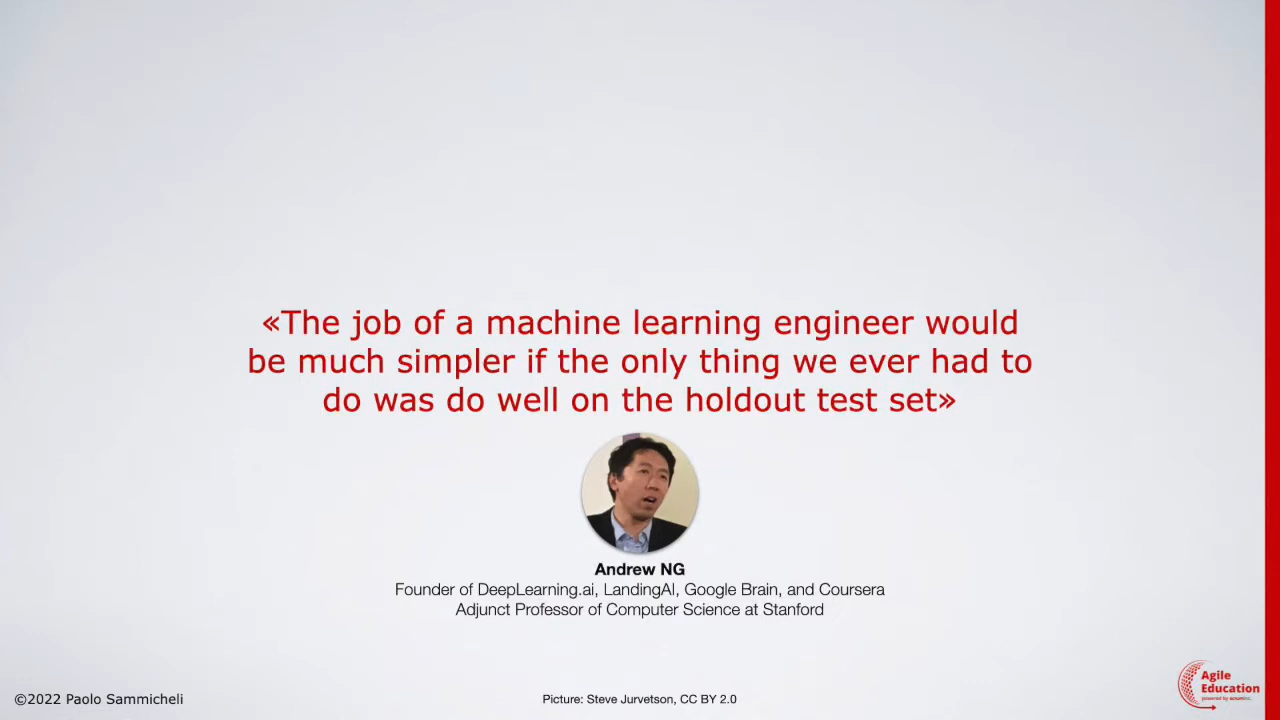 «The job of a machine learning engineer would
be much simpler if the only thing we ever had to
do was do well on the holdout test set»
Andrew NG
Founder of DeepLearning.ai, LandingAI, Google Brain, and Coursera
Adjunct Professor of Computer Science at Stanford
©2022 Paolo Sammicheli
Picture: Steve Jurvetson, CC BY 2.0
Agile
Education
powered by scruminc.